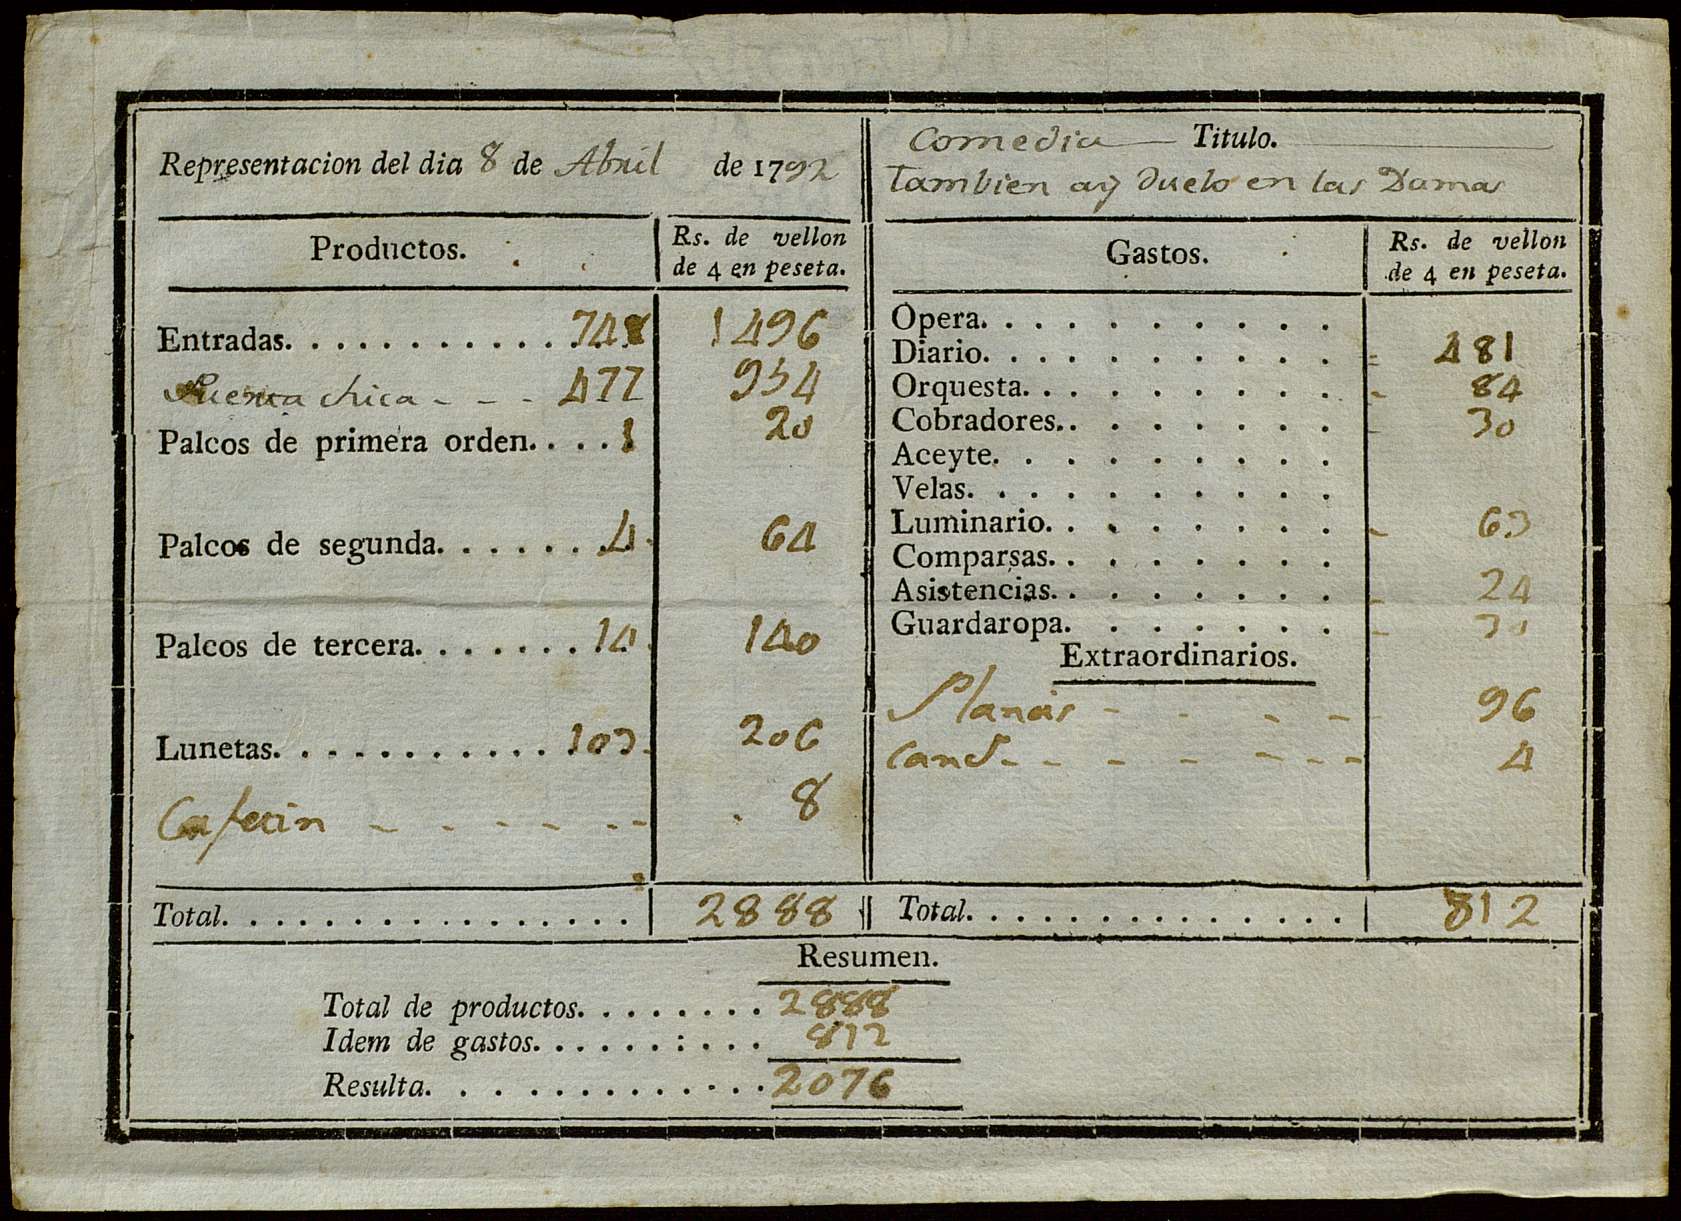 Representacion del dia 8 de Abril de 1792
Comedia Titulo.
Tambien ay Duelo en las Damas
Productos. Rs. de vellon
de 4 en peseta.
Entradas. . . . . . . . . . . 748 1496
Puerta chica - - - 477 954
Palcos de primera orden. . . . 1 20
Palcos de segunda. . . . . . . 4 64
Palcos de tercera. . . . . . . 14 140
Lunetas. . . . . . . . . . . 103 206
Cafetin - - - - - - 8
Total. . . . . . . . . . . . . . . . 2888
Gastos. Rs. de vellon
de 4 en peseta.
Opera. . . . . . . . . . .
Diario. . . . . . . . . . . 481
Orquesta. . . . . . . . . . 84
Cobradores. . . . . . . . . 30
Aceyte. . . . . . . . . .
Velas. . . . . . . . . . .
Luminario. . . . . . . . . 63
Comparsas. . . . . . . . .
Asistencias. . . . . . . . . 24
Guardaropa. . . . . . . . 30
Extraordinarios.
96
4
Total. . . . . . . . . . . . . . . 812
Resumen.
Total de productos. . . . . . . . 2888
Idem de gastos. . . . . . : . . . 812
Resulta. . . . . . . . . . . . . 2076